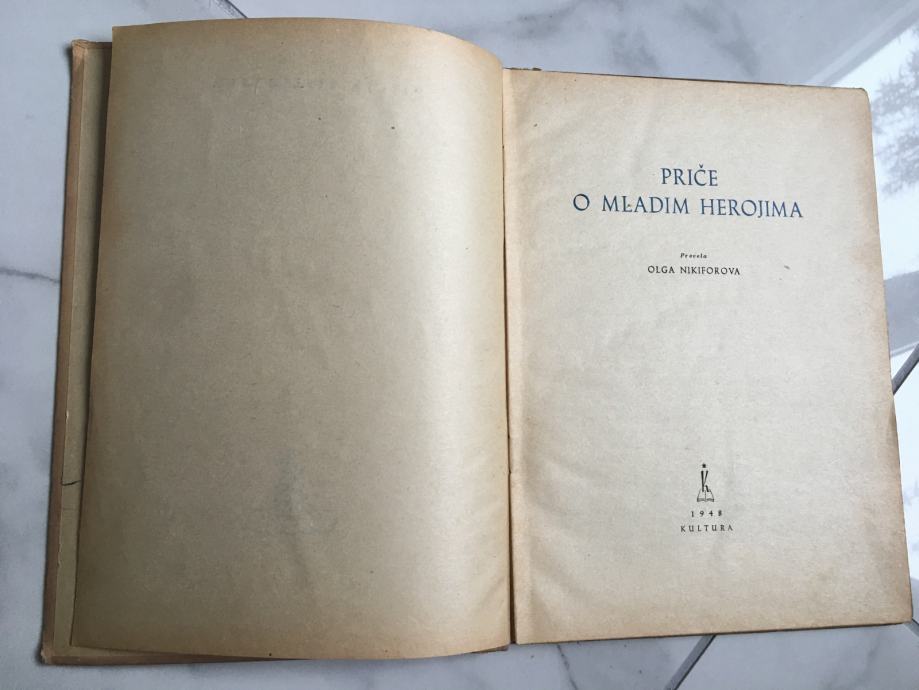 PRIČE
O MLADIM HEROJIMA
Prevela
OLGA NIKIFOROVA
K
1948
KULTURA